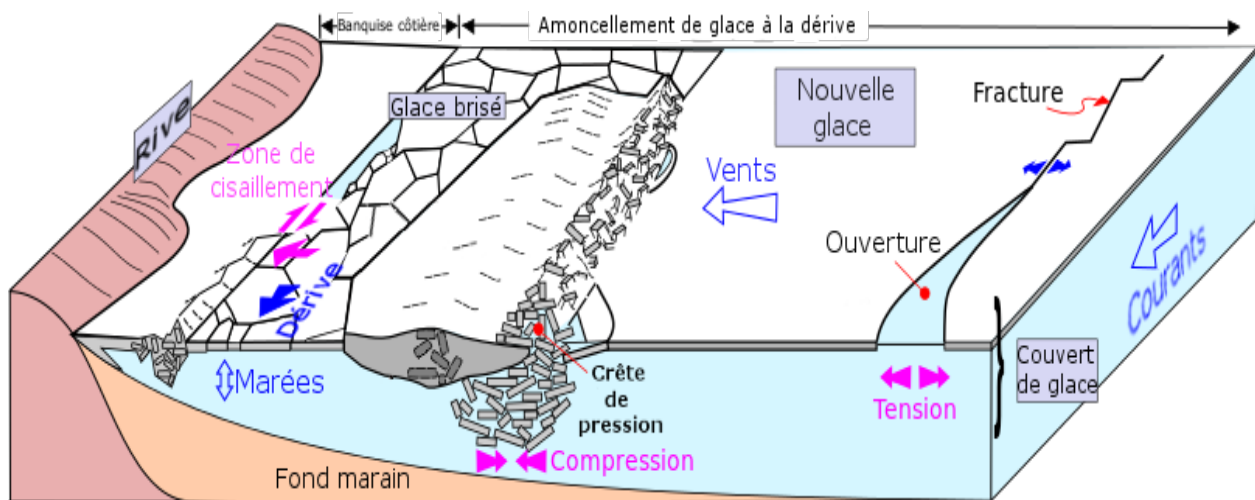 Banquise côtière
Amoncellement de glace à la dérive
Rive
Glace brisé
Nouvelle
glace
Fracture
Zone de
cisaillement
Vents
Ouverture
Courants
Dérive
Marées
Crête
de
pression
Couvert
de glace
Tension
Compression
Fond marain